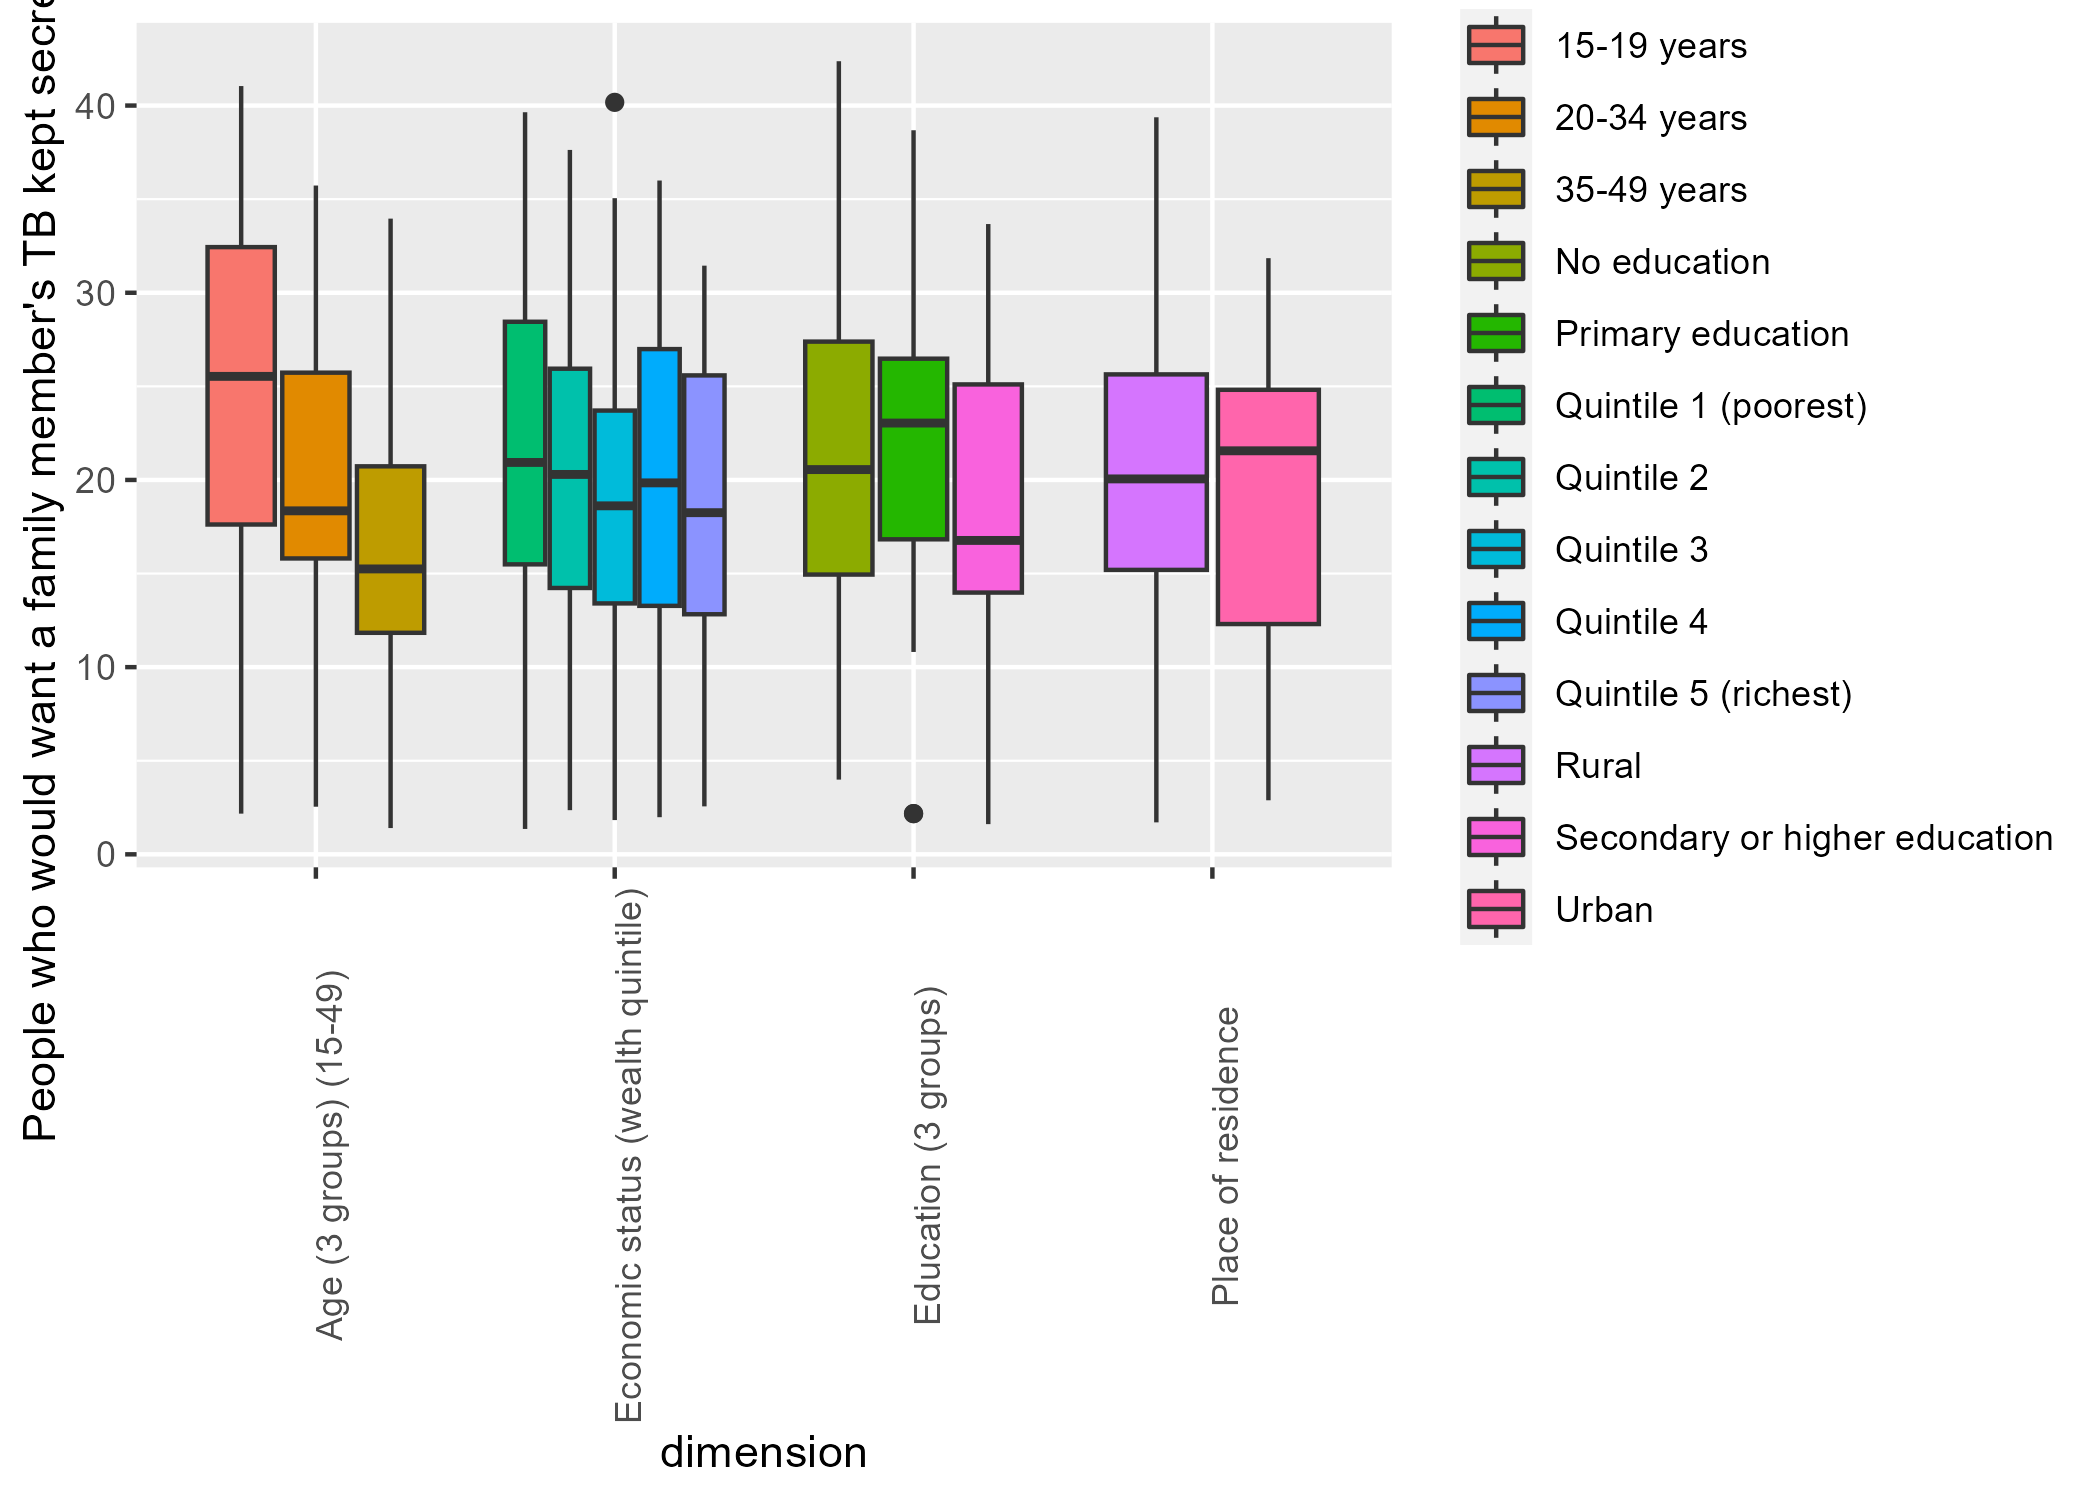 People who would want a family member's TB kept secre
40
30
20
10
0
Age (3 groups) (15-49)
Economic status (wealth quintile)
Education (3 groups)
Place of residence
dimension
15-19 years
20-34 years
35-49 years
No education
Primary education
Quintile 1 (poorest)
Quintile 2
Quintile 3
Quintile 4
Quintile 5 (richest)
Rural
Secondary or higher education
Urban